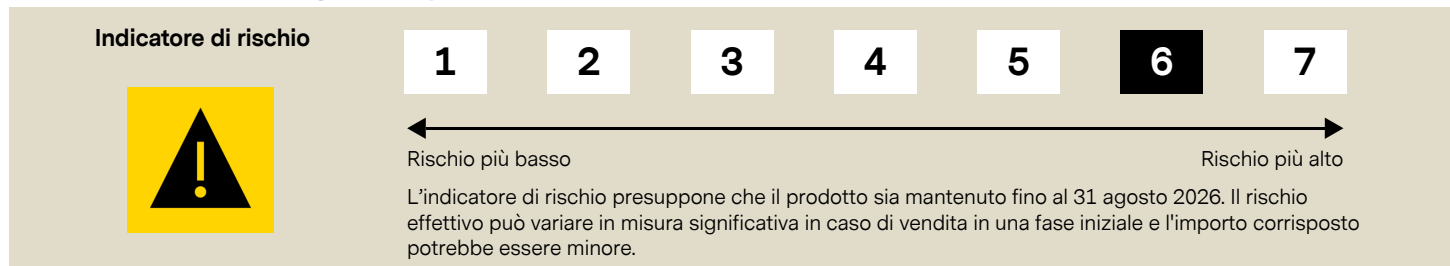 Indicatore di rischio
1 2 3 4 5 6 7
Rischio più basso Rischio più alto
L’indicatore di rischio presuppone che il prodotto sia mantenuto fino al 31 agosto 2026. Il rischio
effettivo può variare in misura significativa in caso di vendita in una fase iniziale e l'importo corrisposto
potrebbe essere minore.